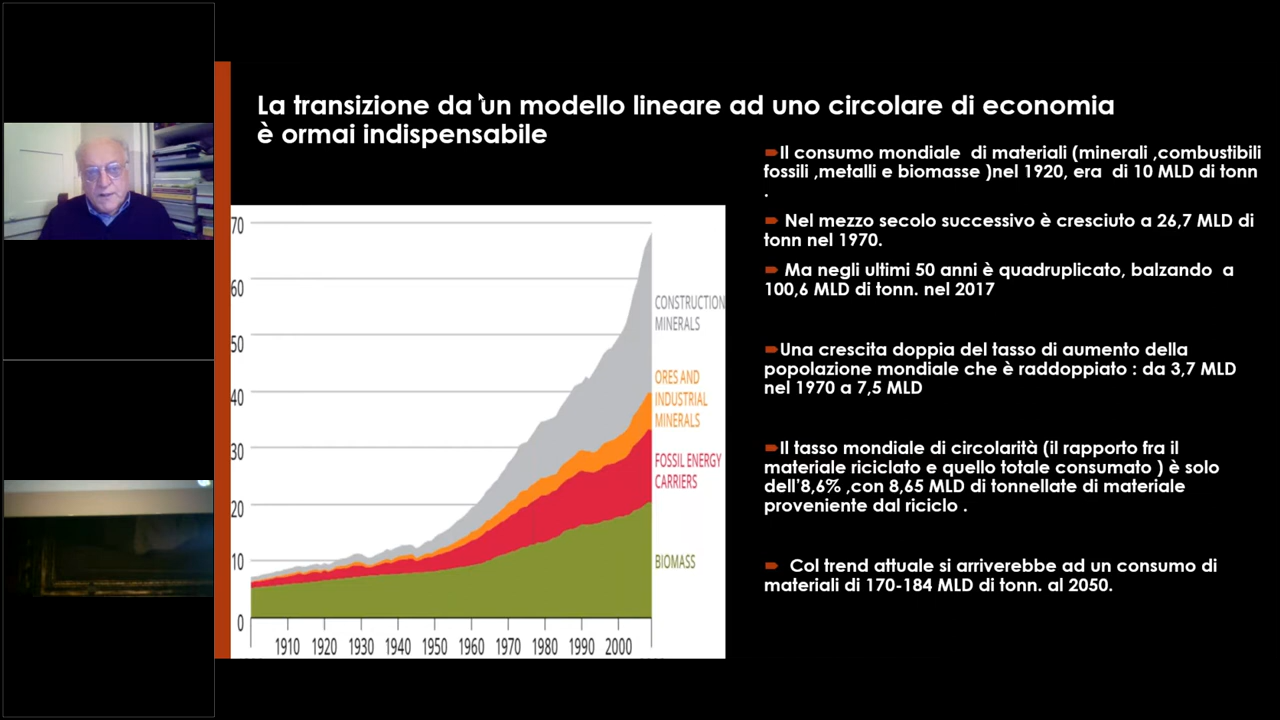 La transizione da un modello lineare ad uno circolare di economia
è ormai indispensabile
Il consumo mondiale di materiali (minerali ,combustibili
fossili ,metalli e biomasse )nel 1920, era di 10 MLD di tonn
.
Nel mezzo secolo successivo è cresciuto a 26,7 MLD di
tonn nel 1970.
Ma negli ultimi 50 anni è quadruplicato, balzando a
100,6 MLD di tonn. nel 2017
Una crescita doppia del tasso di aumento della
popolazione mondiale che è raddoppiato : da 3,7 MLD
nel 1970 a 7,5 MLD
Il tasso mondiale di circolarità (il rapporto fra il
materiale riciclato e quello totale consumato ) è solo
dell'8,6% ,con 8,65 MLD di tonnellate di materiale
proveniente dal riciclo .
Col trend attuale si arriverebbe ad un consumo di
materiali di 170-184 MLD di tonn. al 2050.
70
60
50
40
30
20
10
0
CONSTRUCTION
MINERALS
ORES AND
INDUSTRIAL
MINERALS
FOSSIL ENERGY
CARRIERS
BIOMASS
1910 1920 1930 1940 1950 1960 1970 1980 1990 2000